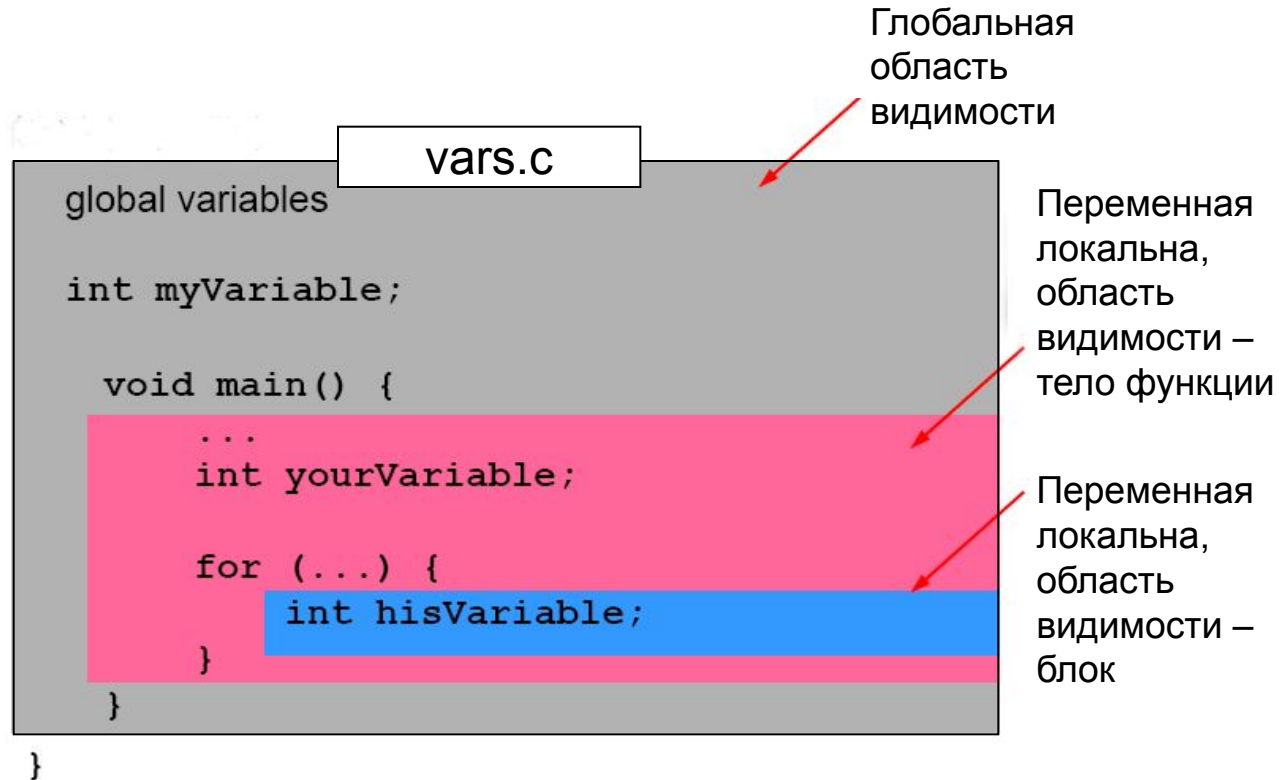 Глобальная
область
видимости
vars.c
global variables
int myVariable;
void main() {
...
int yourVariable;
for (...) {
int hisVariable;
}
}
}
Переменная
локальна,
область
видимости –
тело функции
Переменная
локальна,
область
видимости –
блок